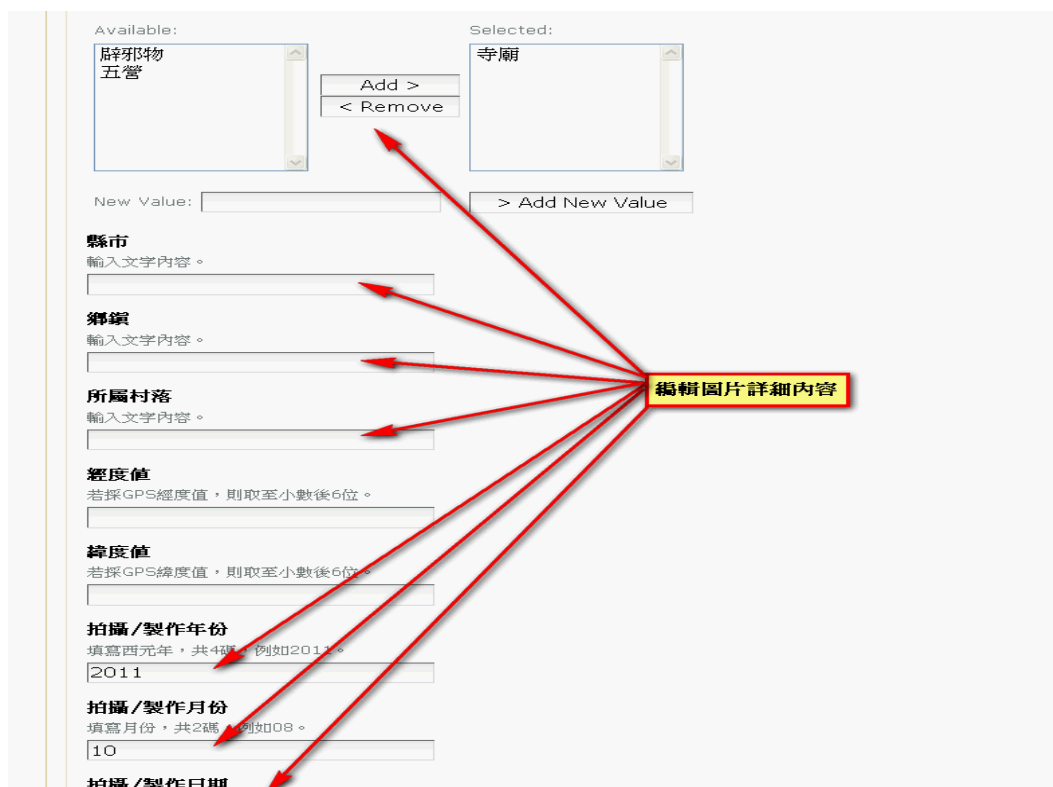 Available:
Selected:
辟邪物
五營
Add >
< Remove
寺廟
New Value:
> Add New Value
縣市
輸入文字內容。
鄉鎮
輸入文字內容。
所屬村落
輸入文字內容。
經度值
若採GPS經度值，則取至小數後6位。
緯度值
若採GPS緯度值，則取至小數後6位。
拍攝/製作年份
填寫西元年，共4碼，例如2011。
2011
拍攝/製作月份
填寫月份，共2碼，例如08。
10
拍攝/製作日期
編輯圖片詳細內容